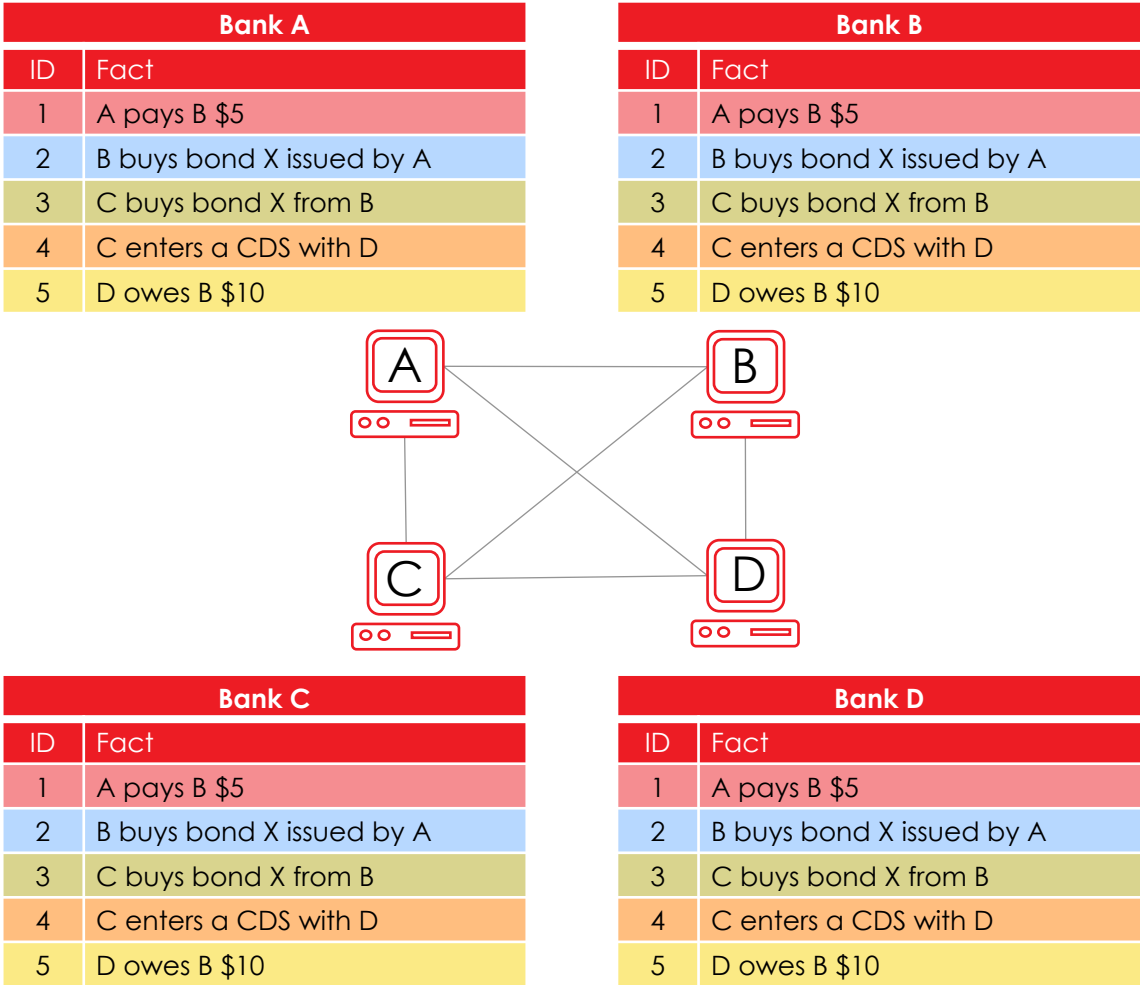 Bank A
ID Fact
1 A pays B $5
2 B buys bond X issued by A
3 C buys bond X from B
4 C enters a CDS with D
5 D owes B $10
Bank B
ID Fact
1 A pays B $5
2 B buys bond X issued by A
3 C buys bond X from B
4 C enters a CDS with D
5 D owes B $10
A
B
C
D
Bank C
ID Fact
1 A pays B $5
2 B buys bond X issued by A
3 C buys bond X from B
4 C enters a CDS with D
5 D owes B $10
Bank D
ID Fact
1 A pays B $5
2 B buys bond X issued by A
3 C buys bond X from B
4 C enters a CDS with D
5 D owes B $10